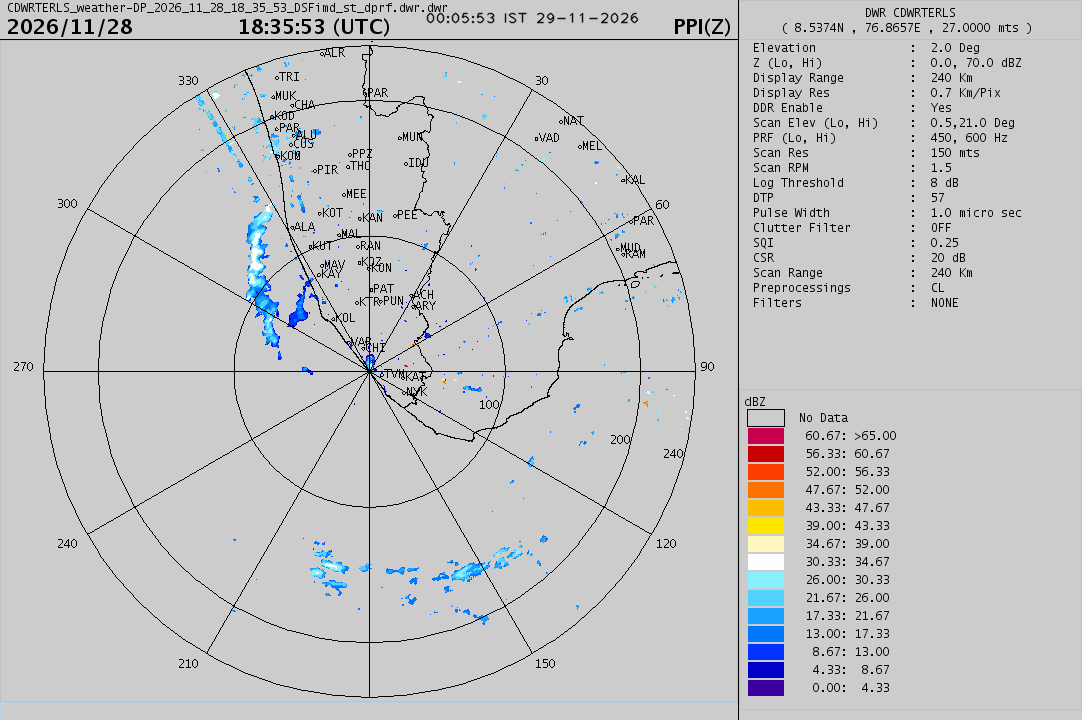 CDWRTERLS_weather-DP_2026_11_28_18_35_53_DSFimd_st_dprf.dwr.dwr
00:05:53 IST 29-11-2026
2026/11/28 18:35:53 (UTC) PPI(Z)
DWR CDWRTERLS
( 8.5374N , 76.8657E , 27.0000 mts )
Elevation : 2.0 Deg
Z (Lo, Hi) : 0.0, 70.0 dBZ
Display Range : 240 Km
Display Res : 0.7 Km/Pix
DDR Enable : Yes
Scan Elev (Lo, Hi) : 0.5,21.0 Deg
PRF (Lo, Hi) : 450, 600 Hz
Scan Res : 150 mts
Scan RPM : 1.5
Log Threshold : 8 dB
DTP : 57
Pulse Width : 1.0 micro sec
Clutter Filter : OFF
SQI : 0.25
CSR : 20 dB
Scan Range : 240 Km
Preprocessings : CL
Filters : NONE
dBZ
No Data
60.67: >65.00
56.33: 60.67
52.00: 56.33
47.67: 52.00
43.33: 47.67
39.00: 43.33
34.67: 39.00
30.33: 34.67
26.00: 30.33
21.67: 26.00
17.33: 21.67
13.00: 17.33
8.67: 13.00
4.33: 8.67
0.00: 4.33
ALR
TRI
330
30
PAR
MUK
CHA
KOD
NAT
PAR
ALU
MUN
VAD
CUS
MEL
KOM
PPZ
IDU
THO
PIR
KAL
MEE
300
60
KOT
KAN
PEE
PAR
ALA
MAL
KUT
RAN
MUD
RAM
MAV
KOZ
KON
KAY
PAT
ACH
KTR
PUN
ARY
KOL
VAR
CHI
270
90
TVM
KAT
NYK
100
200
240
240
120
210
150